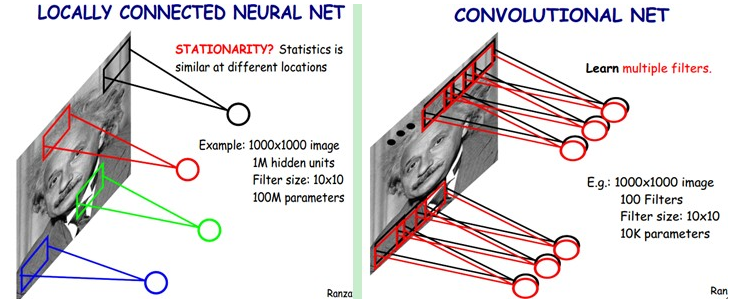 LOCALLY CONNECTED NEURAL NET
STATIONARITY? Statistics is
similar at different locations
Example: 1000x1000 image
1M hidden units
Filter size: 10x10
100M parameters
Ranza
CONVOLUTIONAL NET
Learn multiple filters.
E.g.: 1000x1000 image
100 Filters
Filter size: 10x10
10K parameters
Ran